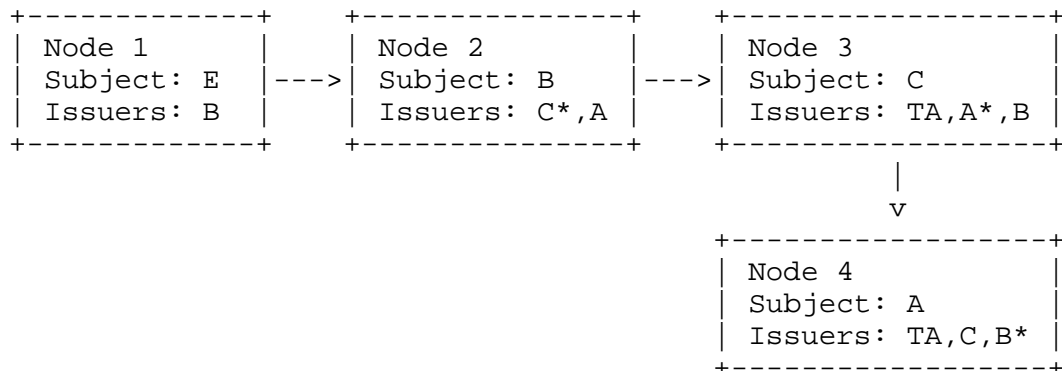 Node 1
Subject: E
Issuers: B
Node 2
Subject: B
Issuers: C*,A
Node 3
Subject: C
Issuers: TA,A*,B
Node 4
Subject: A
Issuers: TA,C,B*